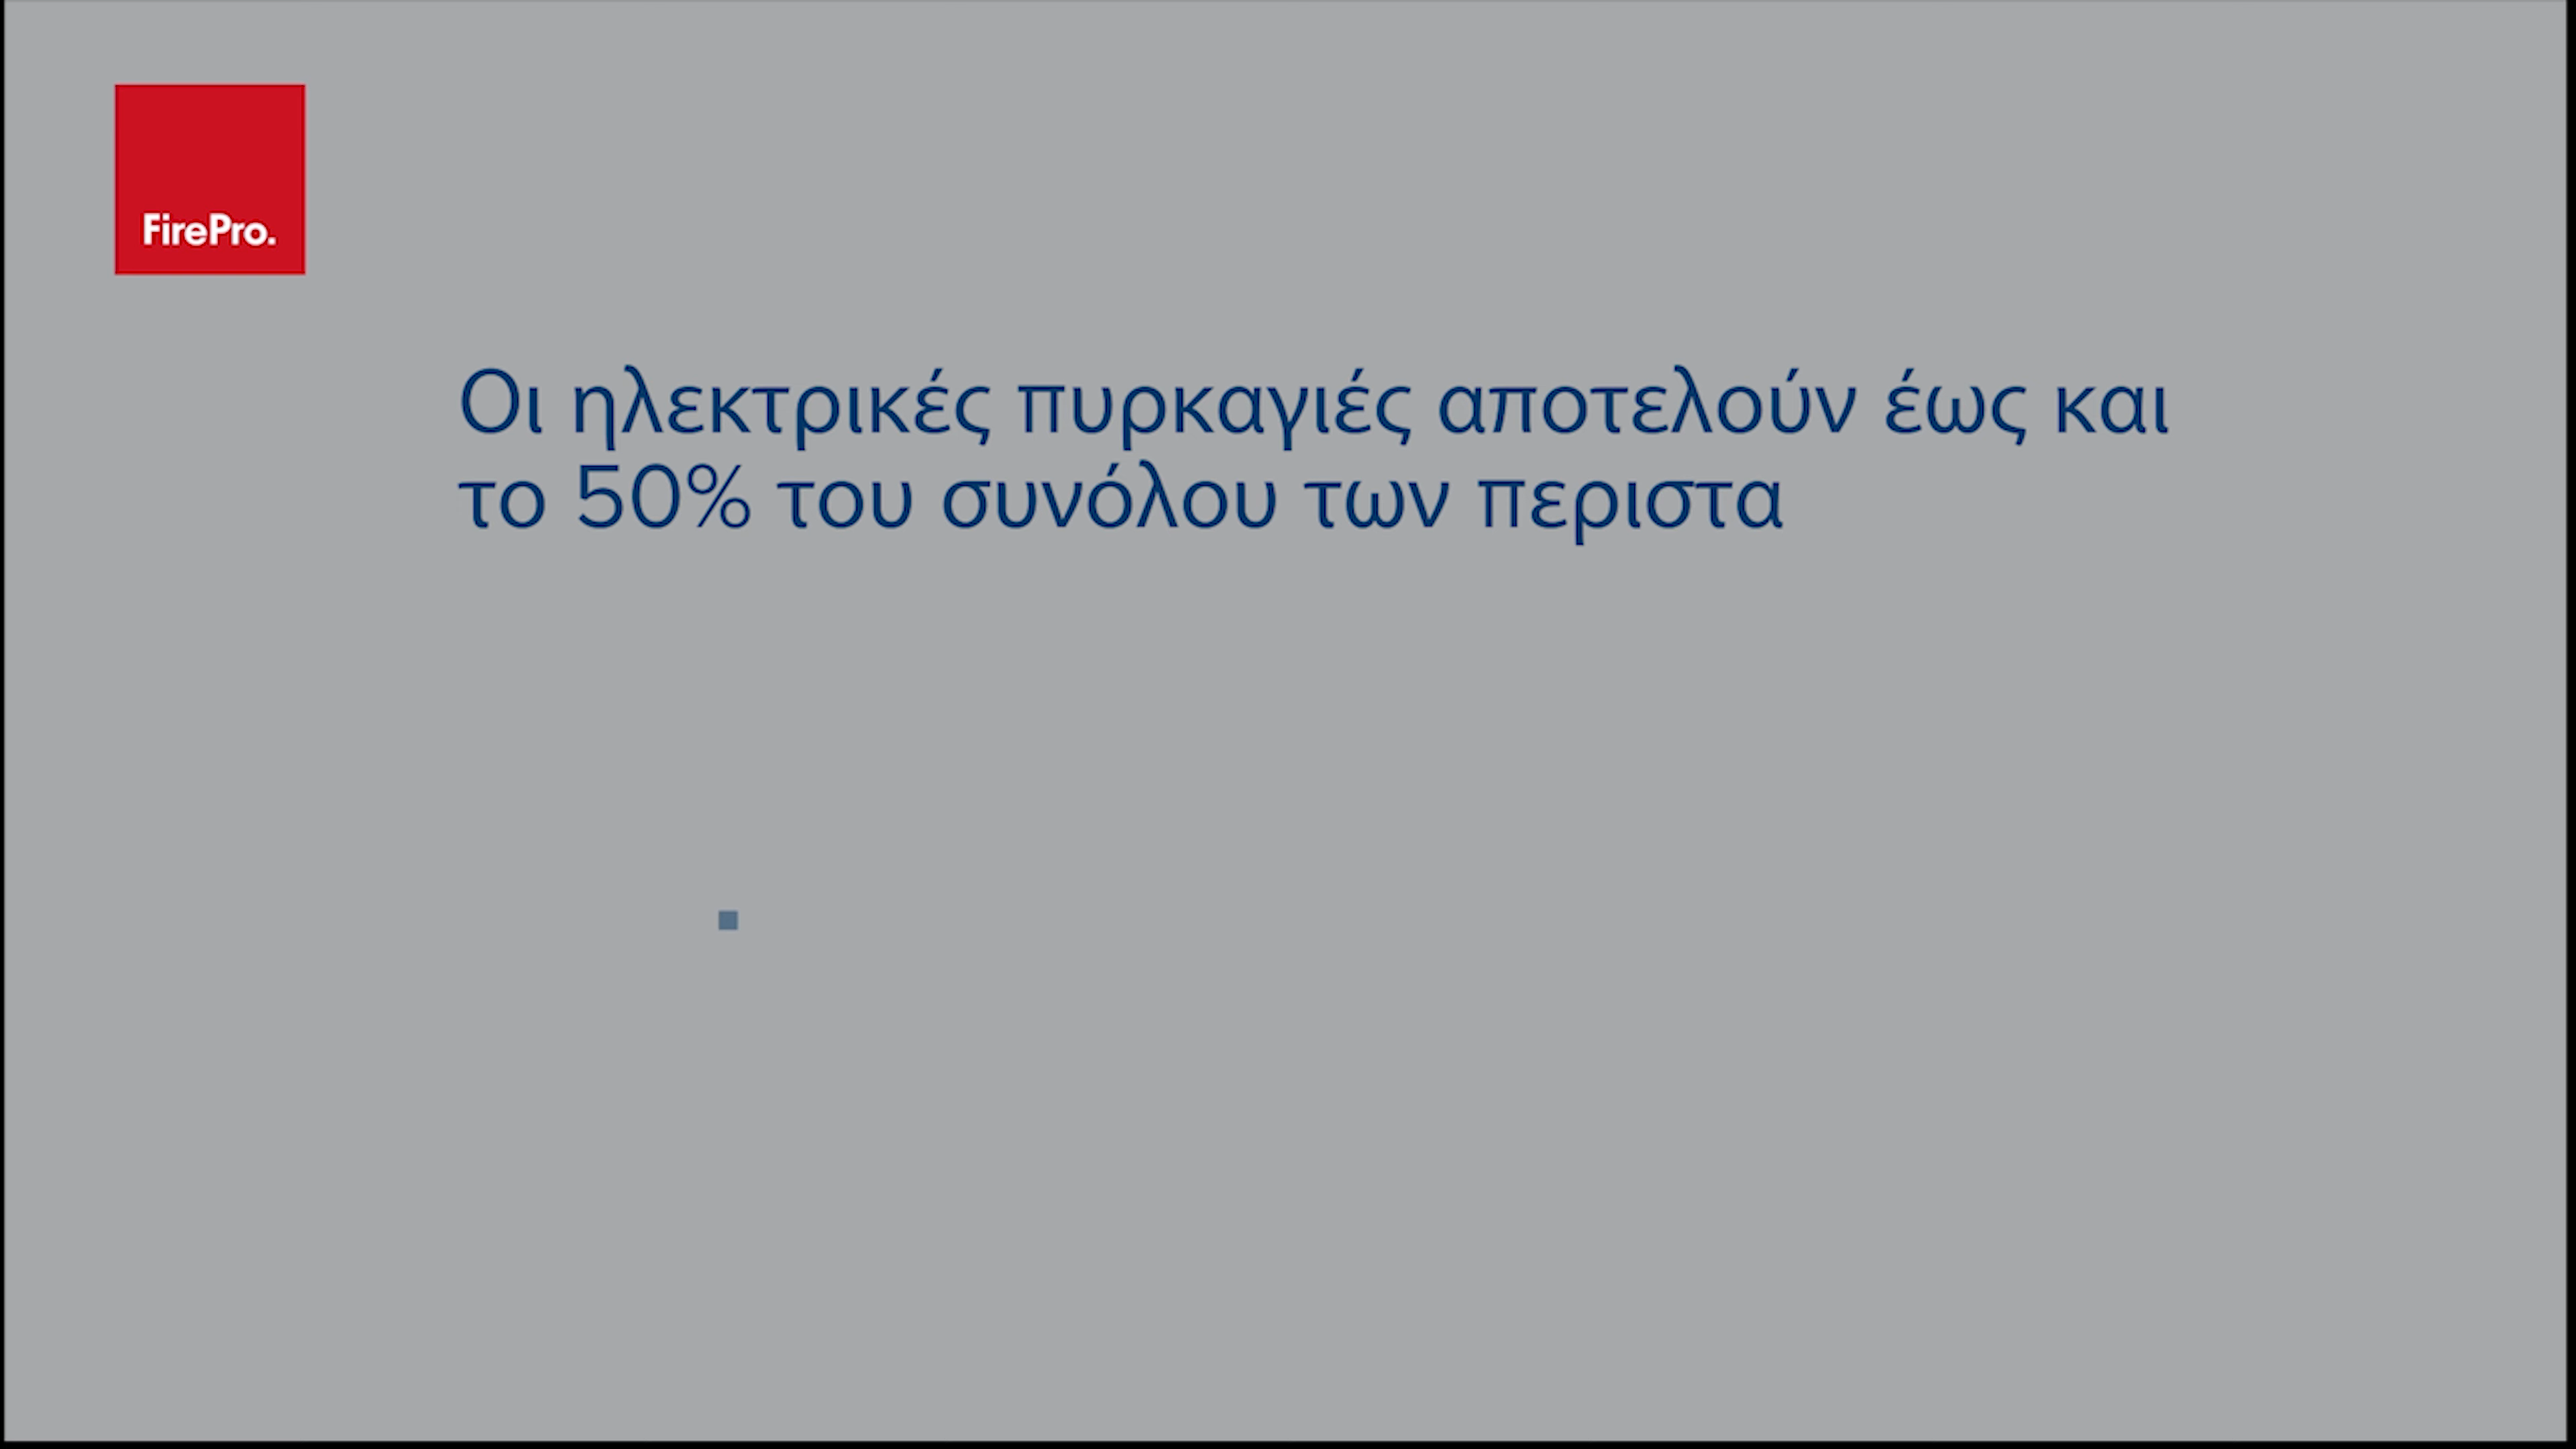 FirePro.
Οι ηλεκτρικές πυρκαγιές αποτελούν έως και
το 50% του συνόλου των περιστα